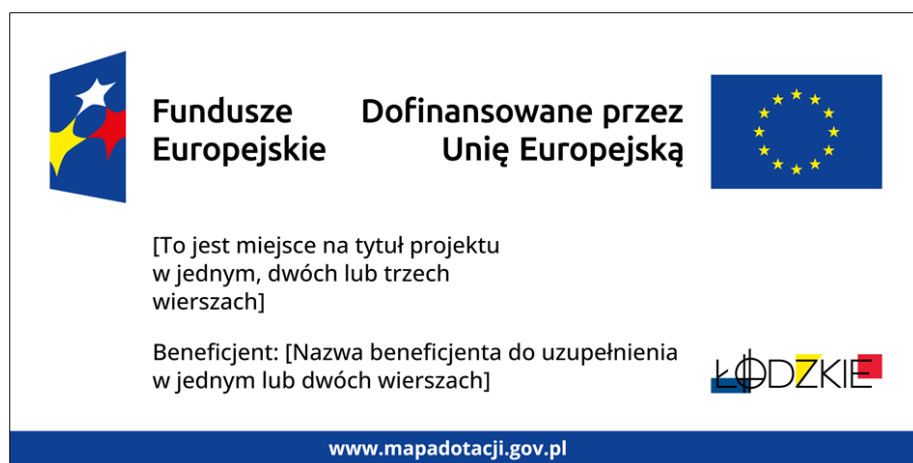 Fundusze
Europejskie
Dofinansowane przez
Unię Europejską
[To jest miejsce na tytuł projektu
w jednym, dwóch lub trzech
wierszach]
Beneficjent: [Nazwa beneficjenta do uzupełnienia
w jednym lub dwóch wierszach]
ŁÓDZKIE
www.mapadotacji.gov.pl